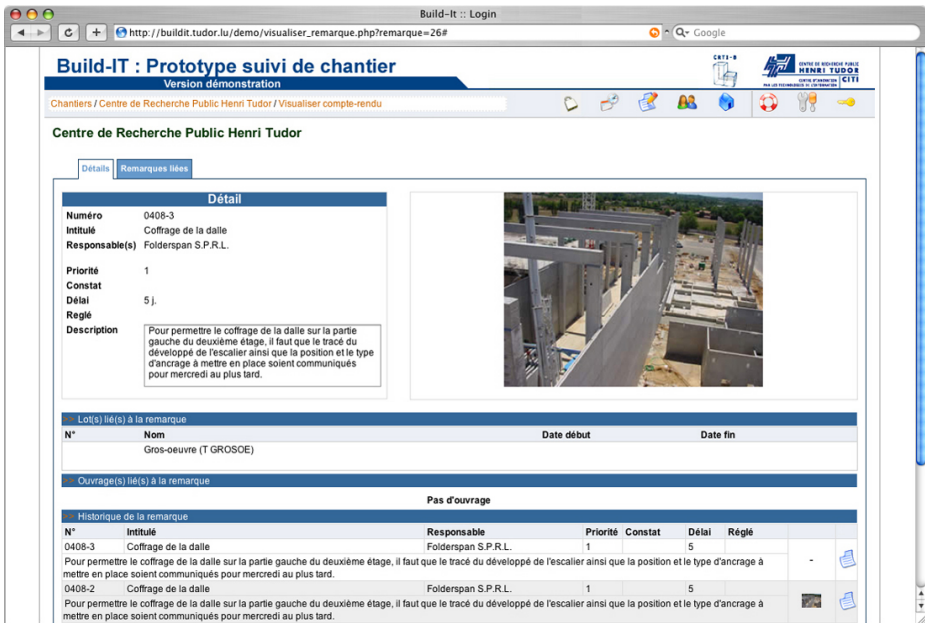 Build-It :: Login
http://buildit.tudor.lu/demo/visualiser_remarque.php?remarque=26#
Google
Build-IT : Prototype suivi de chantier
Version démonstration
CRTI-B
CENTRE DE RECHERCHE PUBLIC
HENRI TUDOR
CITI
Chantiers / Centre de Recherche Public Henri Tudor / Visualiser compte-rendu
Centre de Recherche Public Henri Tudor
Détails Remarques liées
Détail
Numéro 0408-3
Intitulé Coffrage de la dalle
Responsable(s) Folderspan S.P.R.L.
Priorité 1
Constat
Délai 5 j.
Reglé
Description
Pour permettre le coffrage de la dalle sur la partie
gauche du deuxième étage, il faut que le tracé du
développé de l'escalier ainsi que la position et le type
d'ancrage à mettre en place soient communiqués
pour mercredi au plus tard.
>> Lot(s) lié(s) à la remarque
N° Nom Date début Date fin
Gros-oeuvre (T GROSOE)
>> Ouvrage(s) lié(s) à la remarque
Pas d'ouvrage
>> Historique de la remarque
N° Intitulé Responsable Priorité Constat Délai Réglé
0408-3 Coffrage de la dalle Folderspan S.P.R.L. 1 5
Pour permettre le coffrage de la dalle sur la partie gauche du deuxième étage, il faut que le tracé du développé de l'escalier ainsi que la position et le type d'ancrage à
mettre en place soient communiqués pour mercredi au plus tard.
-
0408-2 Coffrage de la dalle Folderspan S.P.R.L. 1 5
Pour permettre le coffrage de la dalle sur la partie gauche du deuxième étage, il faut que le tracé du développé de l'escalier ainsi que la position et le type d'ancrage à
mettre en place soient communiqués pour mercredi au plus tard.